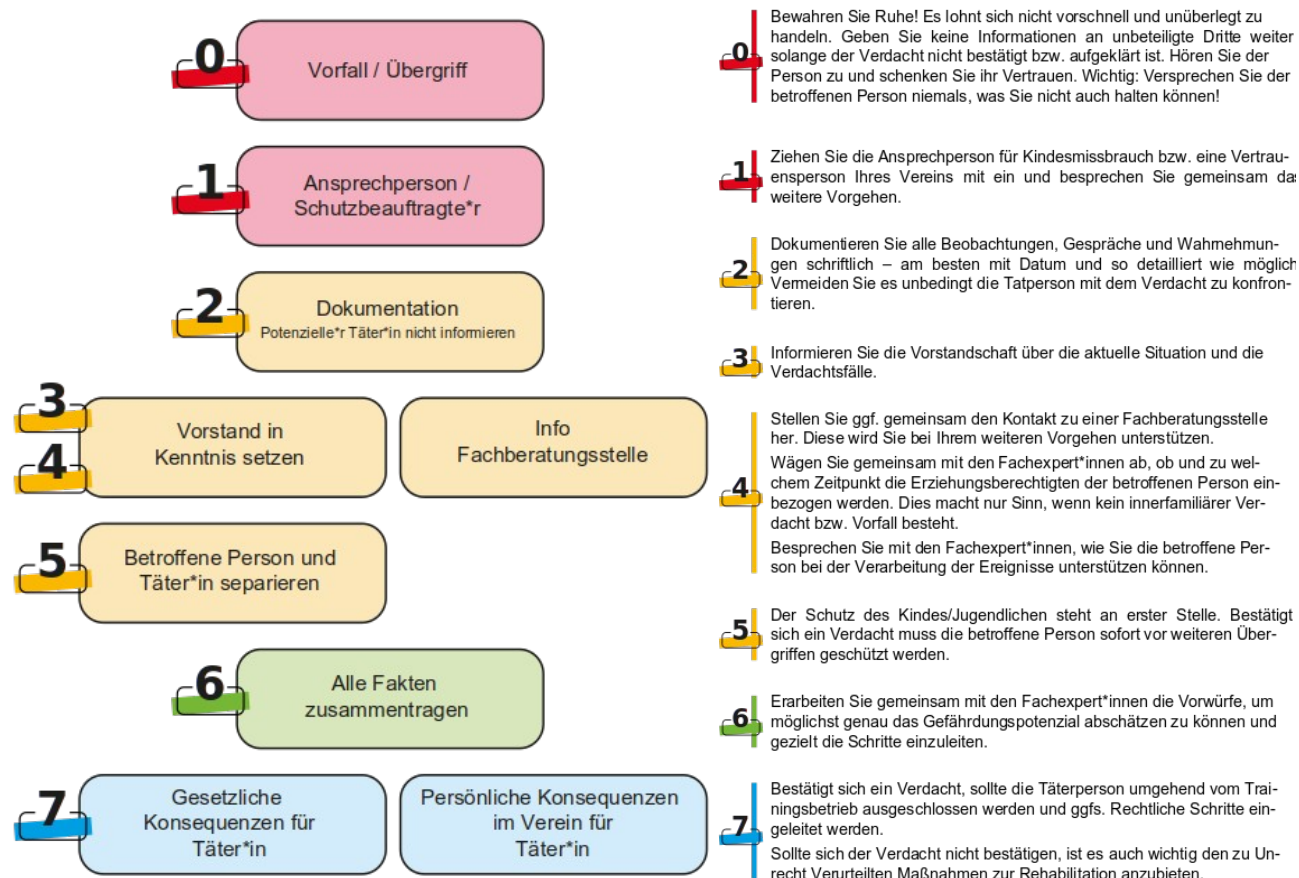 0
Vorfall / Übergriff
1
Ansprechperson /
Schutzbeauftragte*r
2
Dokumentation
Potenzielle*r Täter*in nicht informieren
3
4
Vorstand in
Kenntnis setzen
Info
Fachberatungsstelle
5
Betroffene Person und
Täter*in separieren
6
Alle Fakten
zusammentragen
7
Gesetzliche
Konsequenzen für
Täter*in
Persönliche Konsequenzen
im Verein für
Täter*in
0
Bewahren Sie Ruhe! Es lohnt sich nicht vorschnell und unüberlegt zu
handeln. Geben Sie keine Informationen an unbeteiligte Dritte weiter
solange der Verdacht nicht bestätigt bzw. aufgeklärt ist. Hören Sie der
Person zu und schenken Sie ihr Vertrauen. Wichtig: Versprechen Sie der
betroffenen Person niemals, was Sie nicht auch halten können!
1
Ziehen Sie die Ansprechperson für Kindesmissbrauch bzw. eine Vertrau-
ensperson Ihres Vereins mit ein und besprechen Sie gemeinsam das
weitere Vorgehen.
2
Dokumentieren Sie alle Beobachtungen, Gespräche und Wahrnehmun-
gen schriftlich – am besten mit Datum und so detailliert wie möglich
Vermeiden Sie es unbedingt die Tatperson mit dem Verdacht zu konfron-
tieren.
3
Informieren Sie die Vorstandschaft über die aktuelle Situation und die
Verdachtsfälle.
4
Stellen Sie ggf. gemeinsam den Kontakt zu einer Fachberatungsstelle
her. Diese wird Sie bei Ihrem weiteren Vorgehen unterstützen.
Wägen Sie gemeinsam mit den Fachexpert*innen ab, ob und zu wel-
chem Zeitpunkt die Erziehungsberechtigten der betroffenen Person ein-
bezogen werden. Dies macht nur Sinn, wenn kein innerfamiliärer Ver-
dacht bzw. Vorfall besteht.
Besprechen Sie mit den Fachexpert*innen, wie Sie die betroffene Per-
son bei der Verarbeitung der Ereignisse unterstützen können.
5
Der Schutz des Kindes/Jugendlichen steht an erster Stelle. Bestätigt
sich ein Verdacht muss die betroffene Person sofort vor weiteren Über-
griffen geschützt werden.
6
Erarbeiten Sie gemeinsam mit den Fachexpert*innen die Vorwürfe, um
möglichst genau das Gefährdungspotenzial abschätzen zu können und
gezielt die Schritte einzuleiten.
7
Bestätigt sich ein Verdacht, sollte die Täterperson umgehend vom Trai-
ningsbetrieb ausgeschlossen werden und ggfs. Rechtliche Schritte ein-
geleitet werden.
Sollte sich der Verdacht nicht bestätigen, ist es auch wichtig den zu Un-
recht Verurteilten Maßnahmen zur Rehabilitation anzubieten.